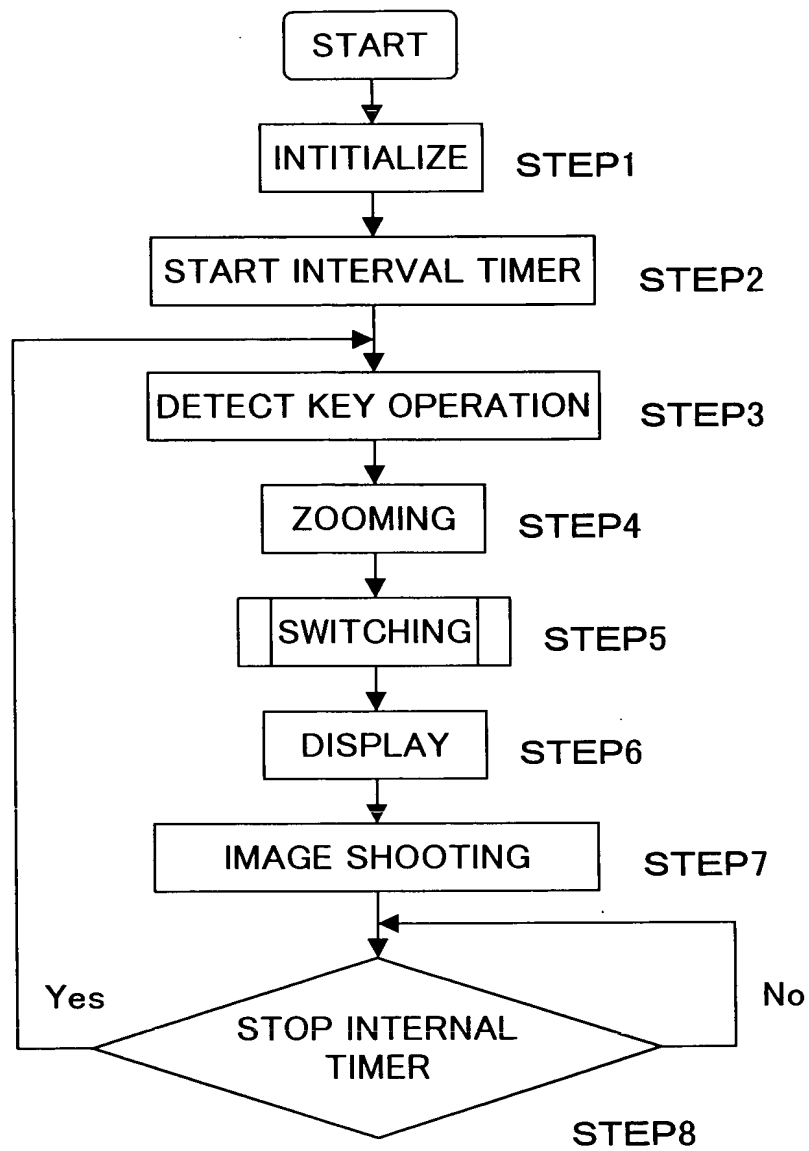 START
INTITIALIZE
STEP1
START INTERVAL TIMER
STEP2
DETECT KEY OPERATION
STEP3
ZOOMING
STEP4
SWITCHING
STEP5
DISPLAY
STEP6
IMAGE SHOOTING
STEP7
Yes
No
STOP INTERNAL
TIMER
STEP8